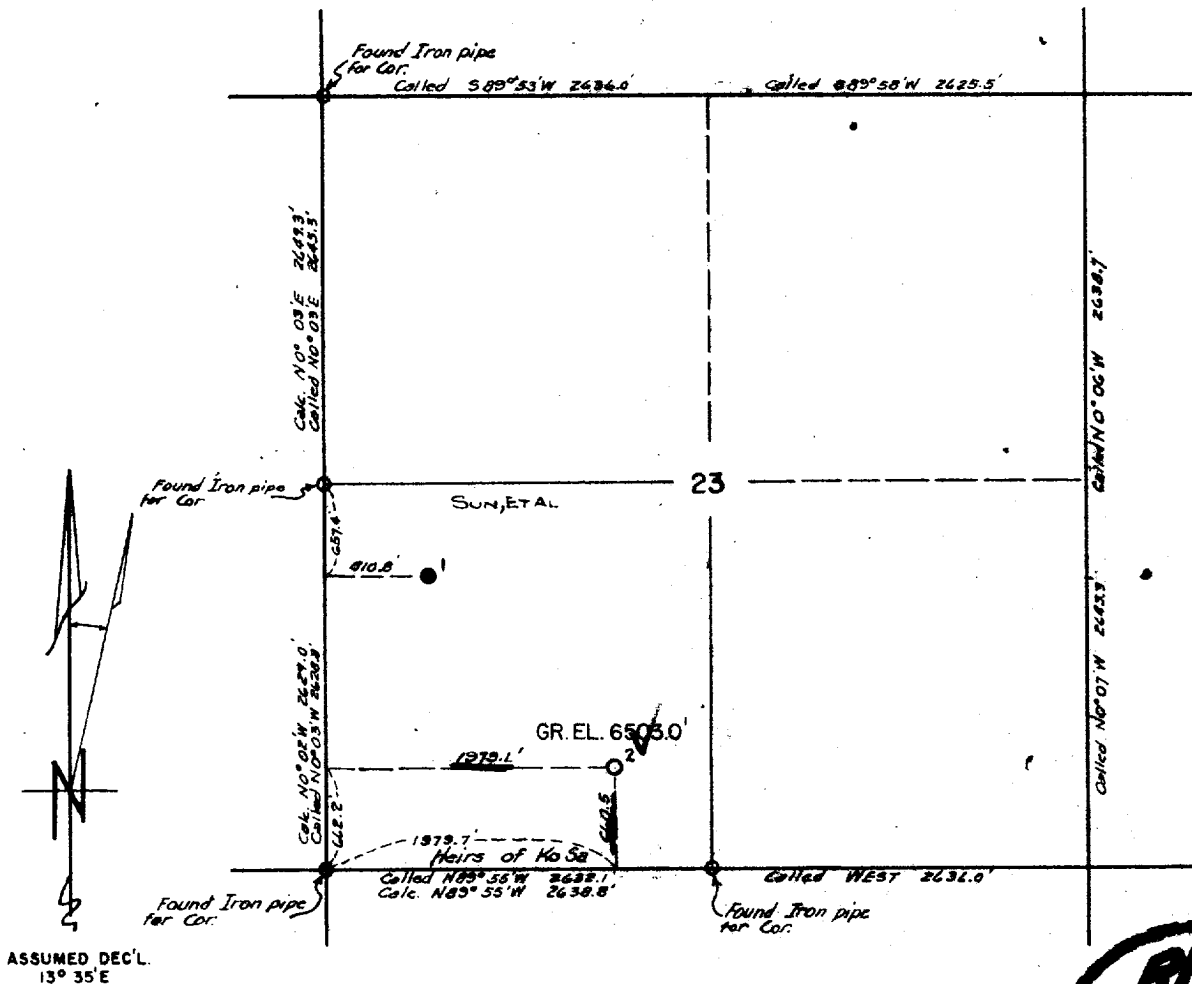 Found Iron pipe
for Cor.
Called S89°53'W 2636.0'
Called S89°58'W 2625.5'
Calc. N0° 03'E 2649.3'
Called N0° 03'E 2645.5'
Called N0° 06'W 2638.7'
Found Iron pipe
for Cor.
23
SUN, ET AL
657.4'
810.8'
1
Calc. N0° 02'W 2629.0'
Called N0° 03'W 2628.8'
Called N0° 07'W 2645.3'
GR. EL. 6503.0'
1979.1'
2
662.2'
660.5
1979.7'
Heirs of Ko Sa
Called N89° 55'W 2632.1'
Calc. N89° 55'W 2638.8'
Called WEST 2636.0'
Found Iron pipe
for Cor.
Found Iron pipe
for Cor.
N
ASSUMED DEC'L.
13° 35'E